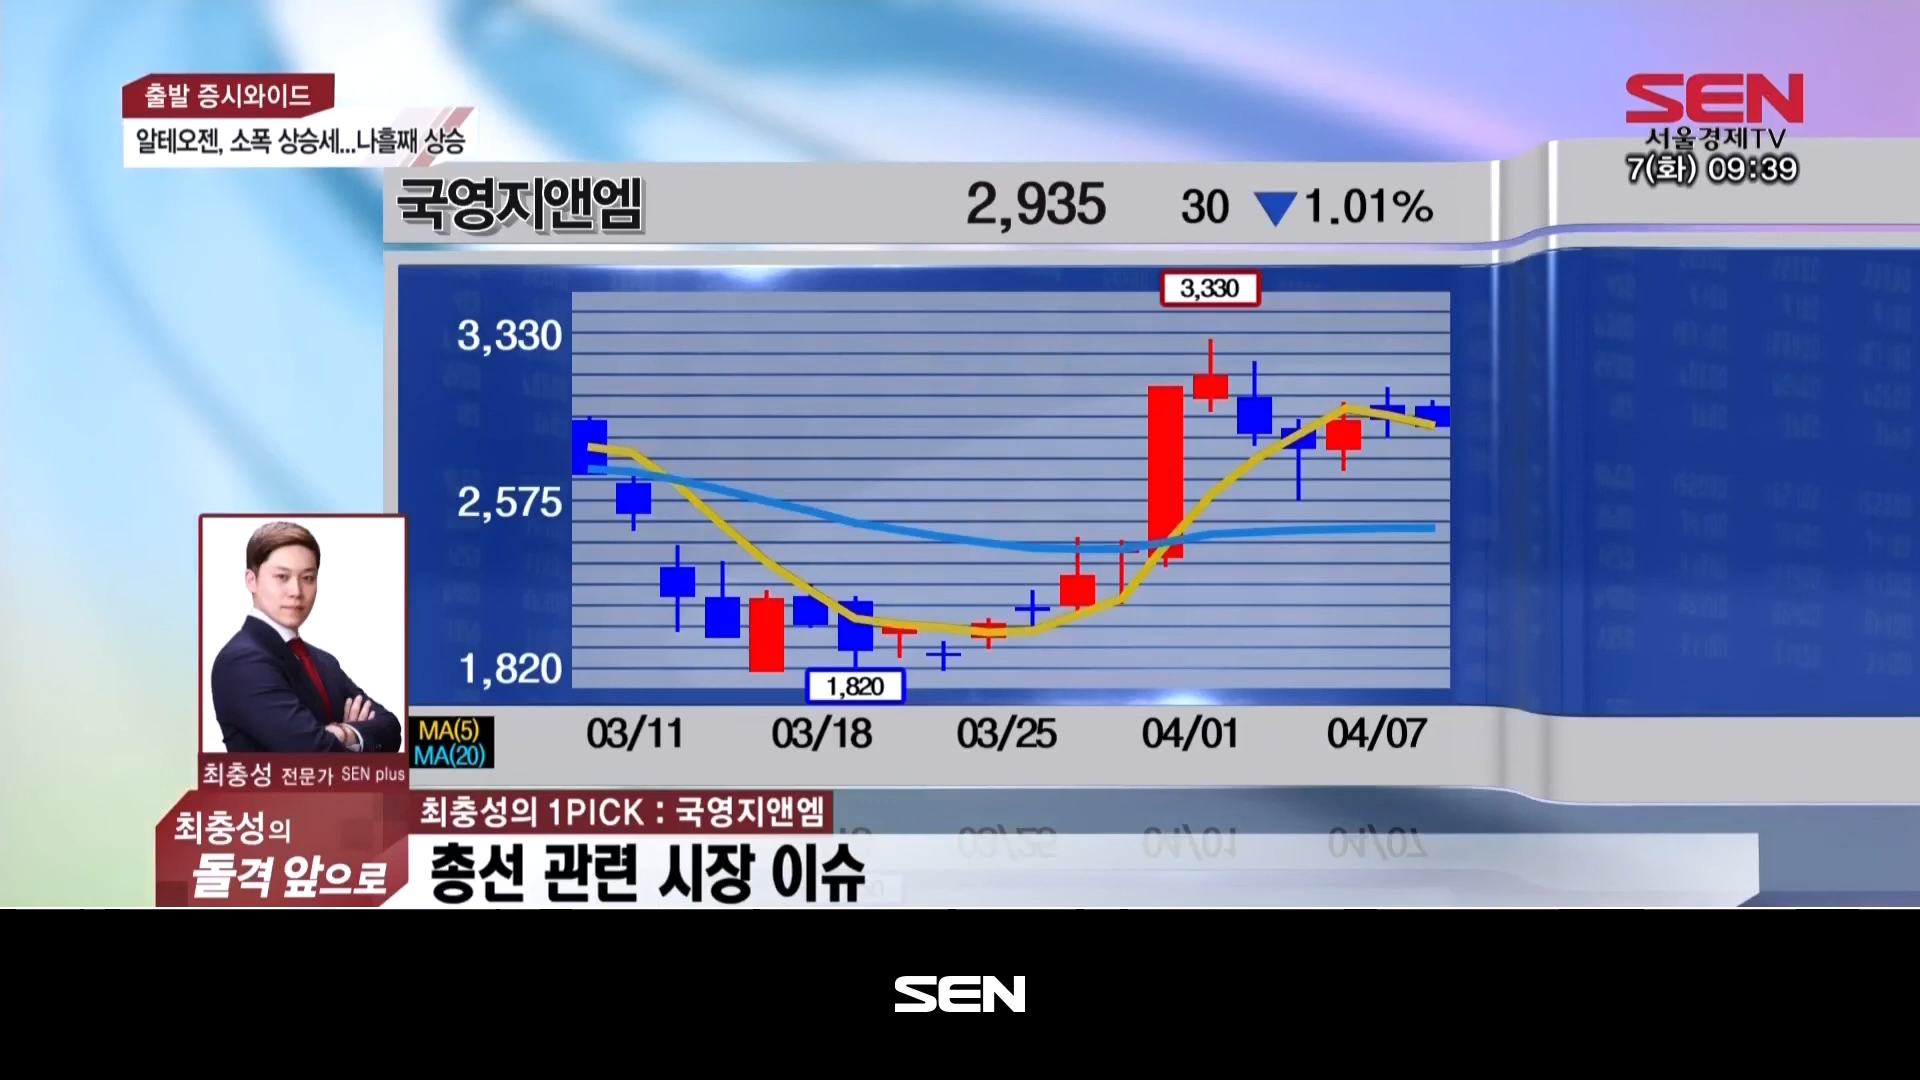 출발 증시와이드
알테오젠, 소폭 상승세...나흘째 상승
SEN
서울경제TV
7(화) 09:39
국영지앤엠 2,935 30 ▼1.01%
3,330
3,330
2,575
1,820
1,820
MA(5)
MA(20)
03/11 03/18 03/25 04/01 04/07
최충성 전문가 SEN plus
최충성의
돌격 앞으로
최충성의 1PICK : 국영지앤엠
총선 관련 시장 이슈
SEN